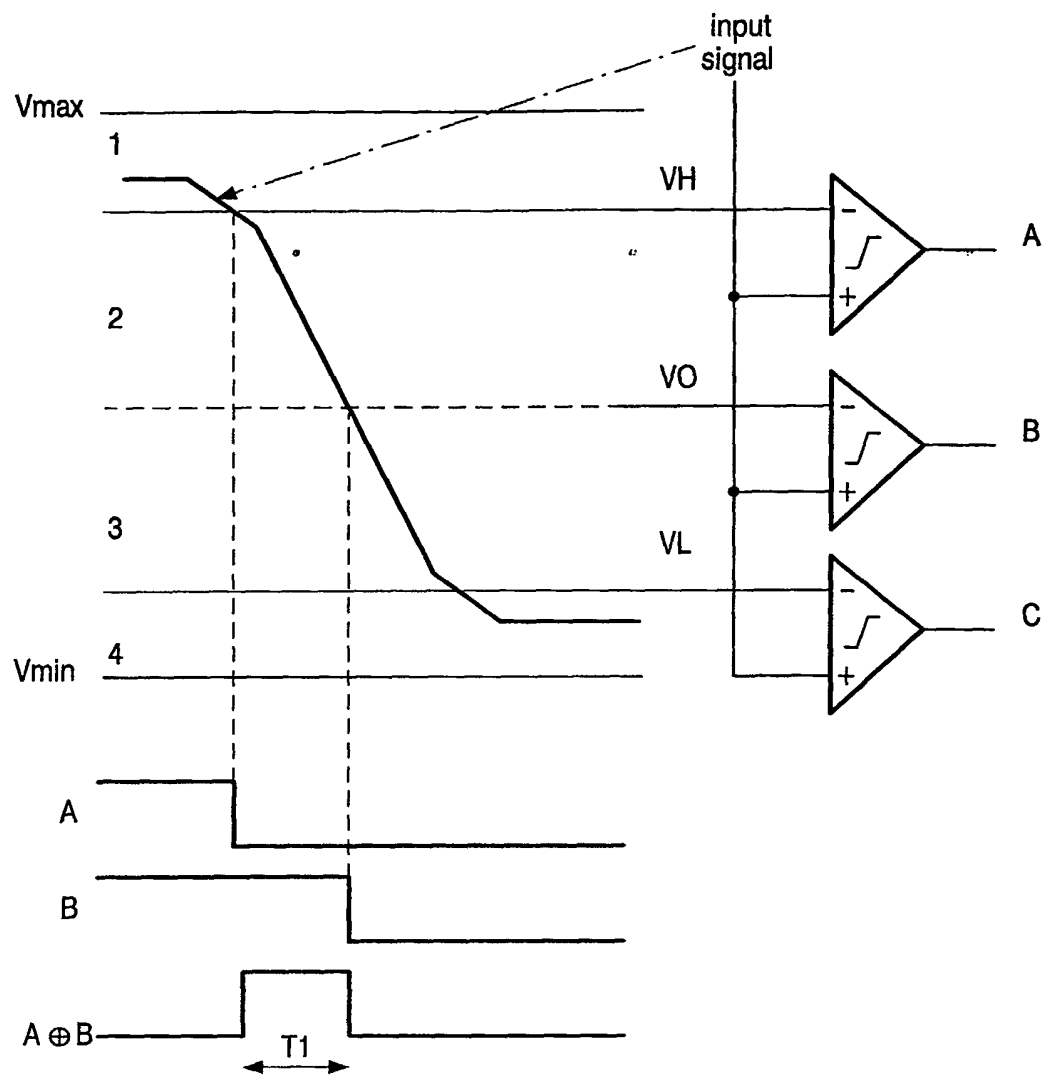 input
signal
Vmax
1
VH
−
A
+
2
VO
−
B
+
3
VL
−
C
+
4
Vmin
A
B
A ⊕ B
T1